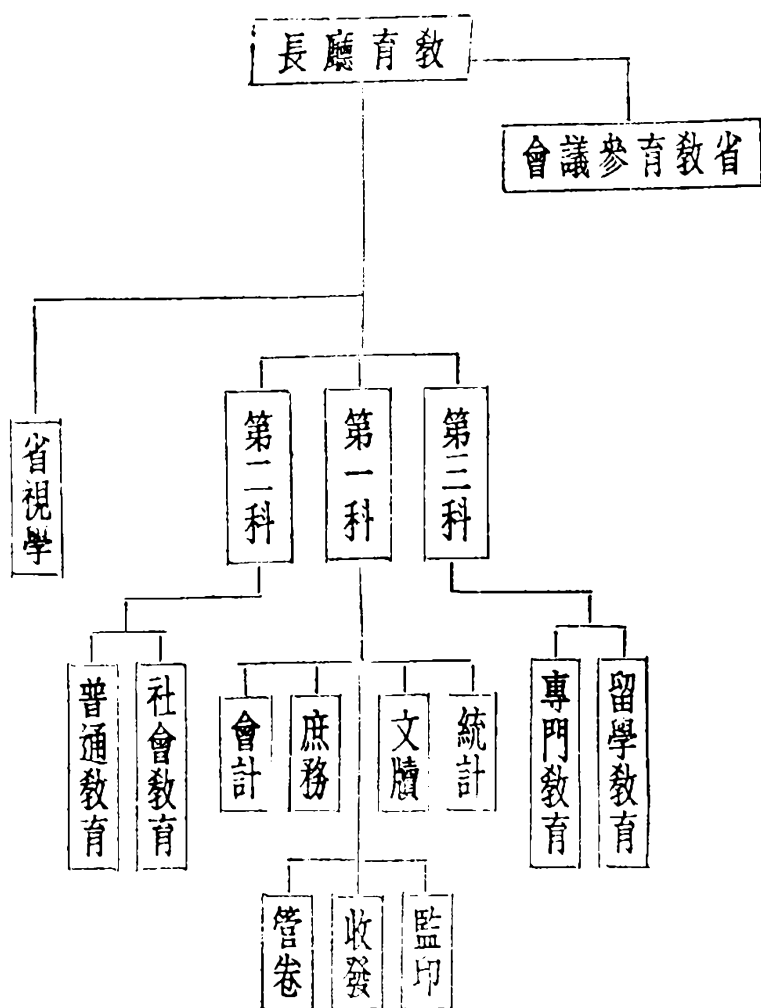 教育廳長
省教育參議會
省視學
第二科
第一科
第三科
普通教育
社會教育
會計
庶務
文牘
統計
專門教育
留學教育
管卷
收發
監印